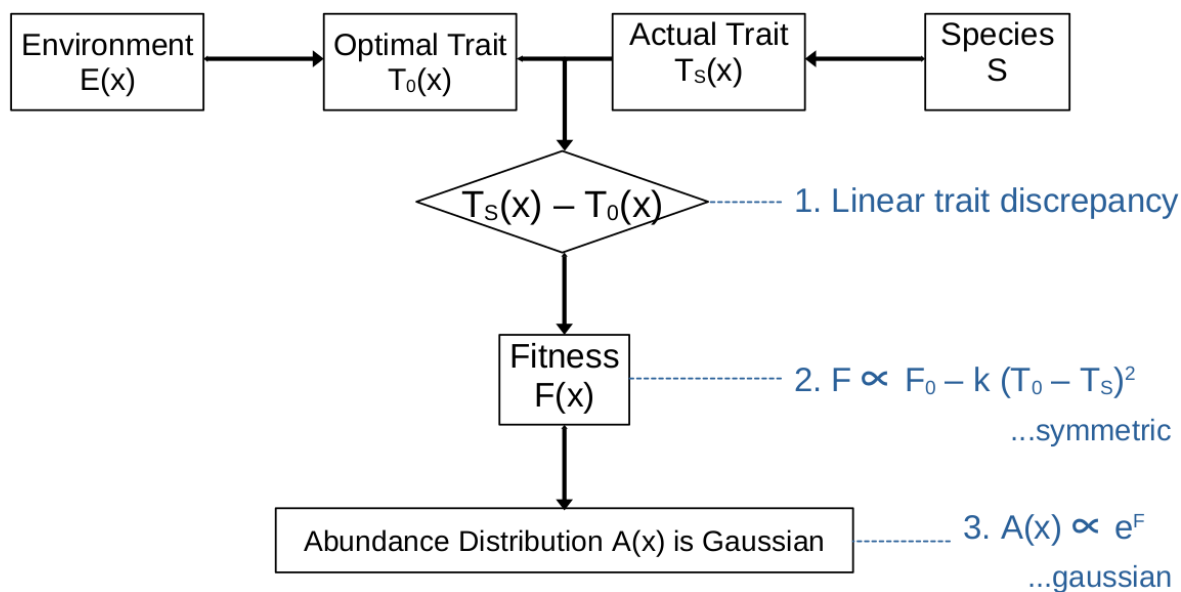 Environment
E(x)
Optimal Trait
T₀(x)
Actual Trait
Tₛ(x)
Species
S
Tₛ(x) – T₀(x)
1. Linear trait discrepancy
Fitness
F(x)
2. F ∝ F₀ – k (T₀ – Tₛ)²
...symmetric
Abundance Distribution A(x) is Gaussian
3. A(x) ∝ eᶠ
...gaussian